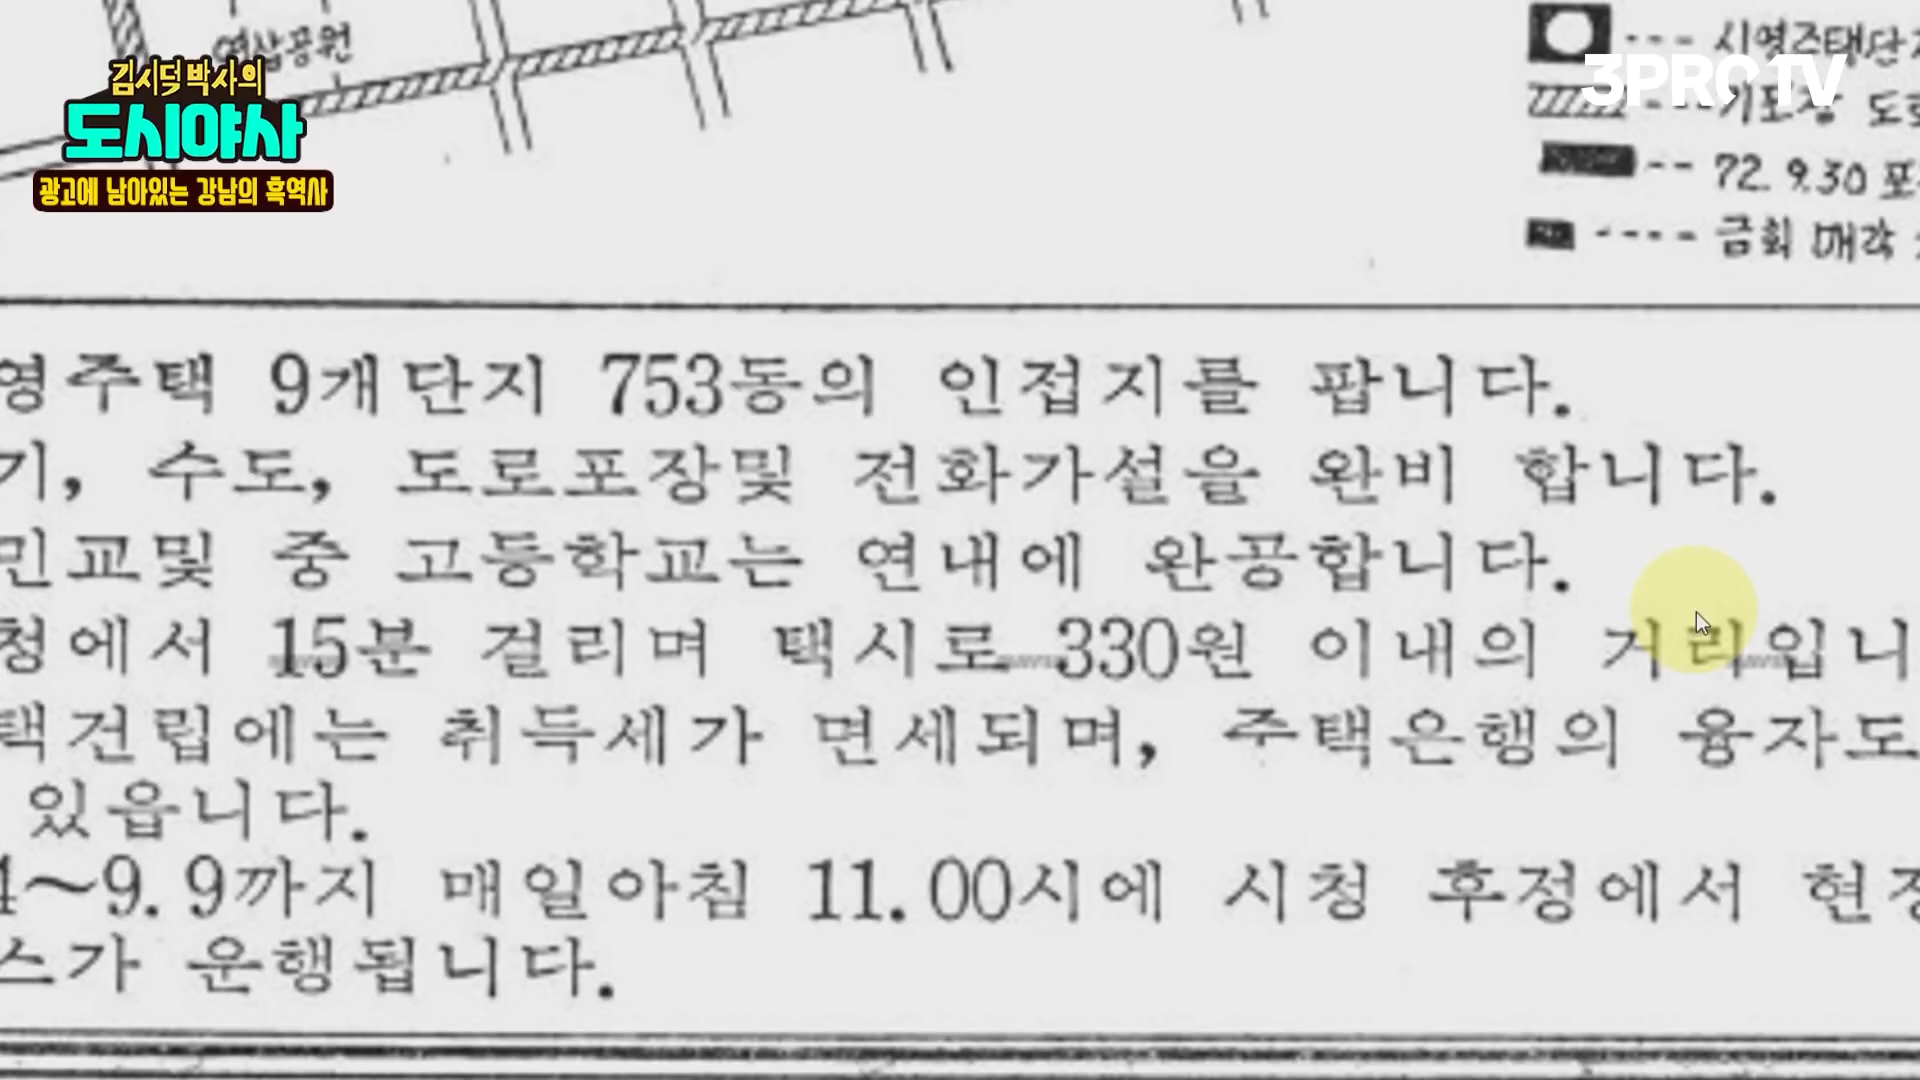 김시덕 박사의
도시야사
광고에 남아있는 강남의 흑역사
3PROTV
영삼공원
시영주택단지
기포장 도로
72. 9.30 포
금회 매각
영주택 9개단지 753동의 인접지를 팝니다.
기, 수도, 도로포장및 전화가설을 완비 합니다.
민교및 중 고등학교는 연내에 완공합니다.
청에서 15분 걸리며 택시로 330원 이내의 거리입니
택건립에는 취득세가 면세되며, 주택은행의 융자도
있읍니다.
4~9. 9까지 매일아침 11. 00시에 시청 후정에서 현장
스가 운행됩니다.